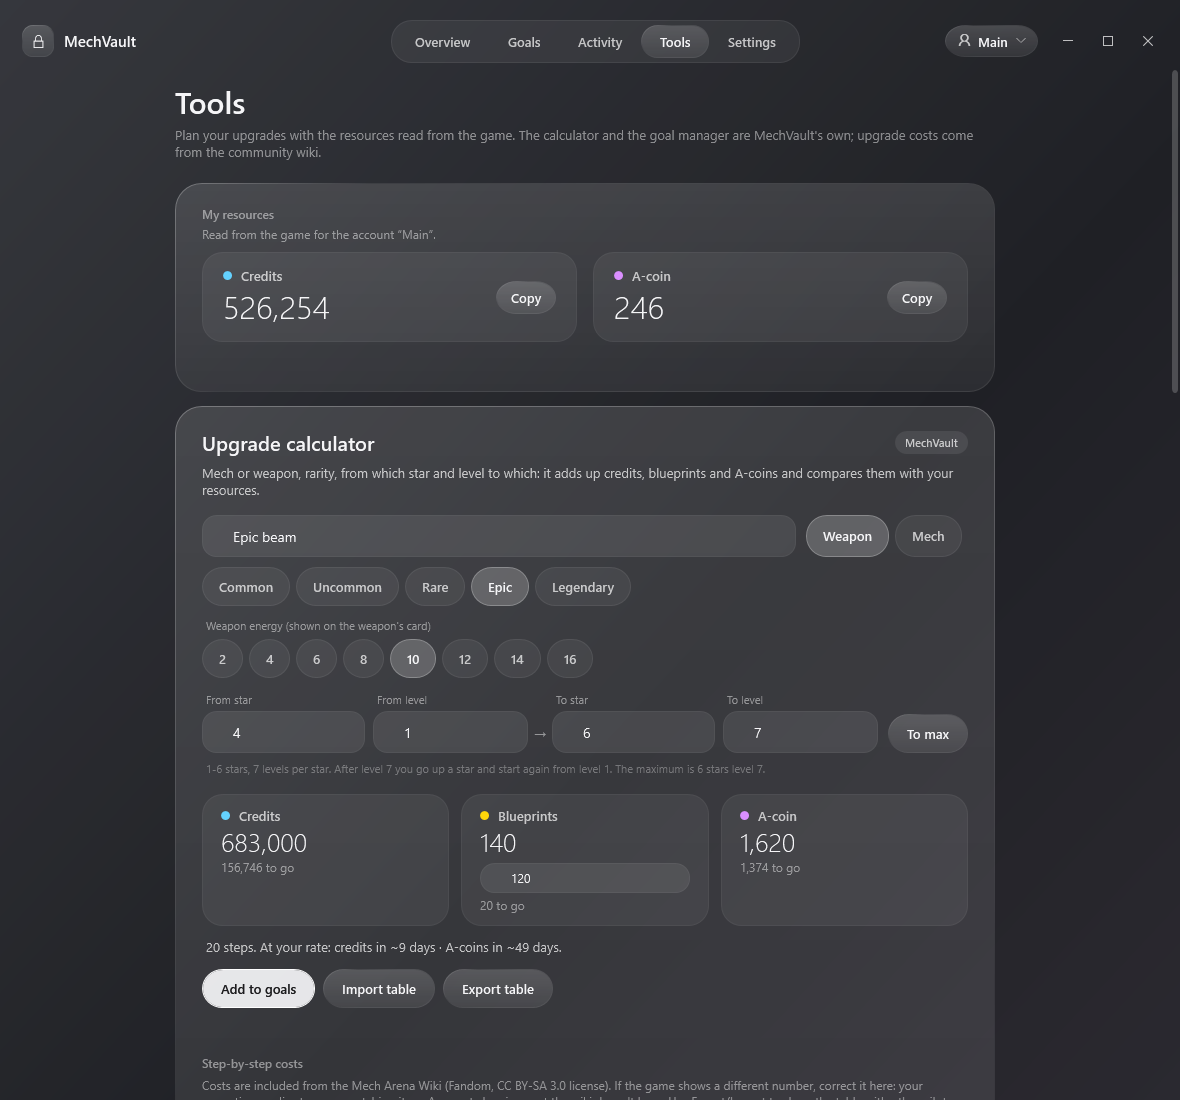 MechVault
Overview
Goals
Activity
Tools
Settings
Main
Tools
Plan your upgrades with the resources read from the game. The calculator and the goal manager are MechVault's own; upgrade costs come
from the community wiki.
My resources
Read from the game for the account “Main”.
Credits
526,254
Copy
A-coin
246
Copy
Upgrade calculator
MechVault
Mech or weapon, rarity, from which star and level to which: it adds up credits, blueprints and A-coins and compares them with your
resources.
Epic beam
Weapon
Mech
Common
Uncommon
Rare
Epic
Legendary
Weapon energy (shown on the weapon's card)
2
4
6
8
10
12
14
16
From star
From level
To star
To level
4
1
→
6
7
To max
1-6 stars, 7 levels per star. After level 7 you go up a star and start again from level 1. The maximum is 6 stars level 7.
Credits
683,000
156,746 to go
Blueprints
140
120
20 to go
A-coin
1,620
1,374 to go
20 steps. At your rate: credits in ~9 days · A-coins in ~49 days.
Add to goals
Import table
Export table
Step-by-step costs
Costs are included from the Mech Arena Wiki (Fandom, CC BY-SA 3.0 license). If the game shows a different number, correct it here: your